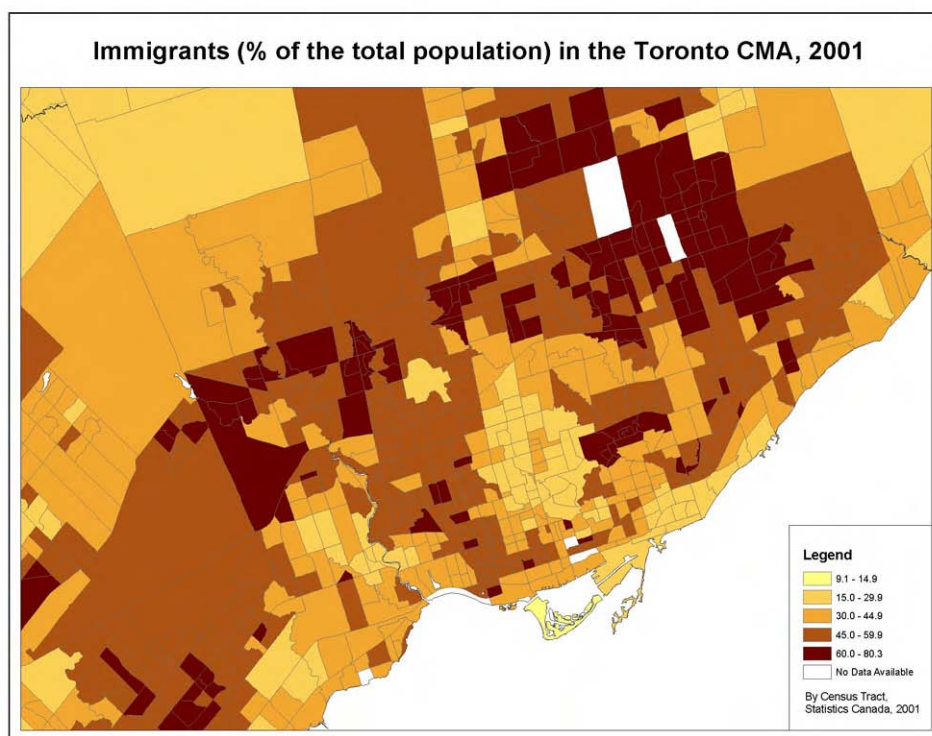 Immigrants (% of the total population) in the Toronto CMA, 2001
Legend
9.1 - 14.9
15.0 - 29.9
30.0 - 44.9
45.0 - 59.9
60.0 - 80.3
No Data Available
By Census Tract,
Statistics Canada, 2001